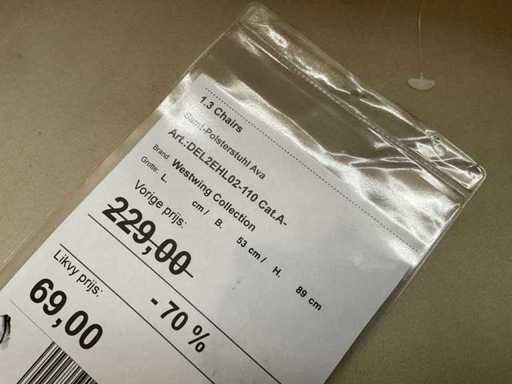 1.3 Chairs
Samt-Polsterstuhl Ava
Art.:DEL2EHL02-110 Cat.A-
Brand: Westwing Collection
Größe: L. cm / B. 53 cm / H. 89 cm
Vorige prijs:
229,00
- 70 %
Likvy prijs:
69,00